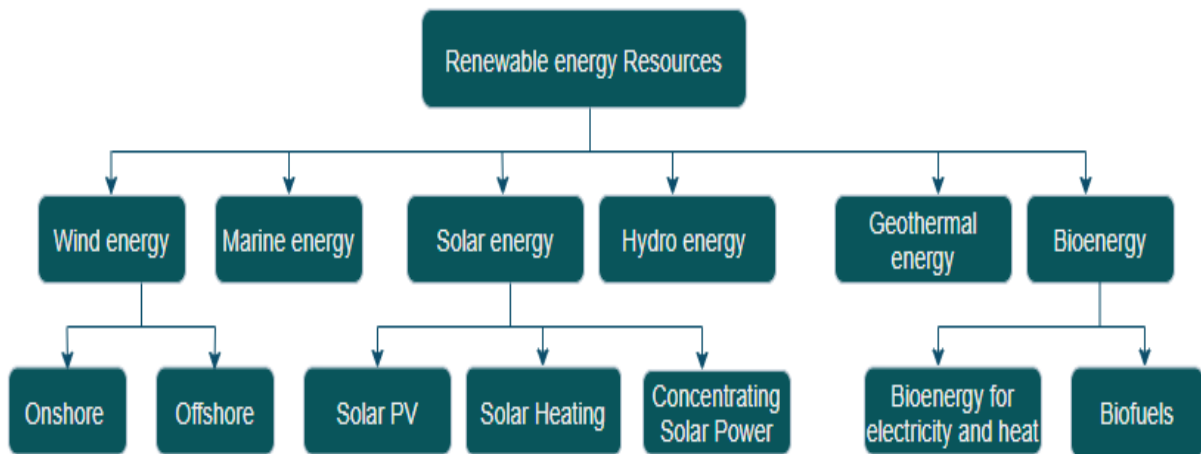 Renewable energy Resources
Wind energy
Marine energy
Solar energy
Hydro energy
Geothermal
energy
Bioenergy
Onshore
Offshore
Solar PV
Solar Heating
Concentrating
Solar Power
Bioenergy for
electricity and heat
Biofuels